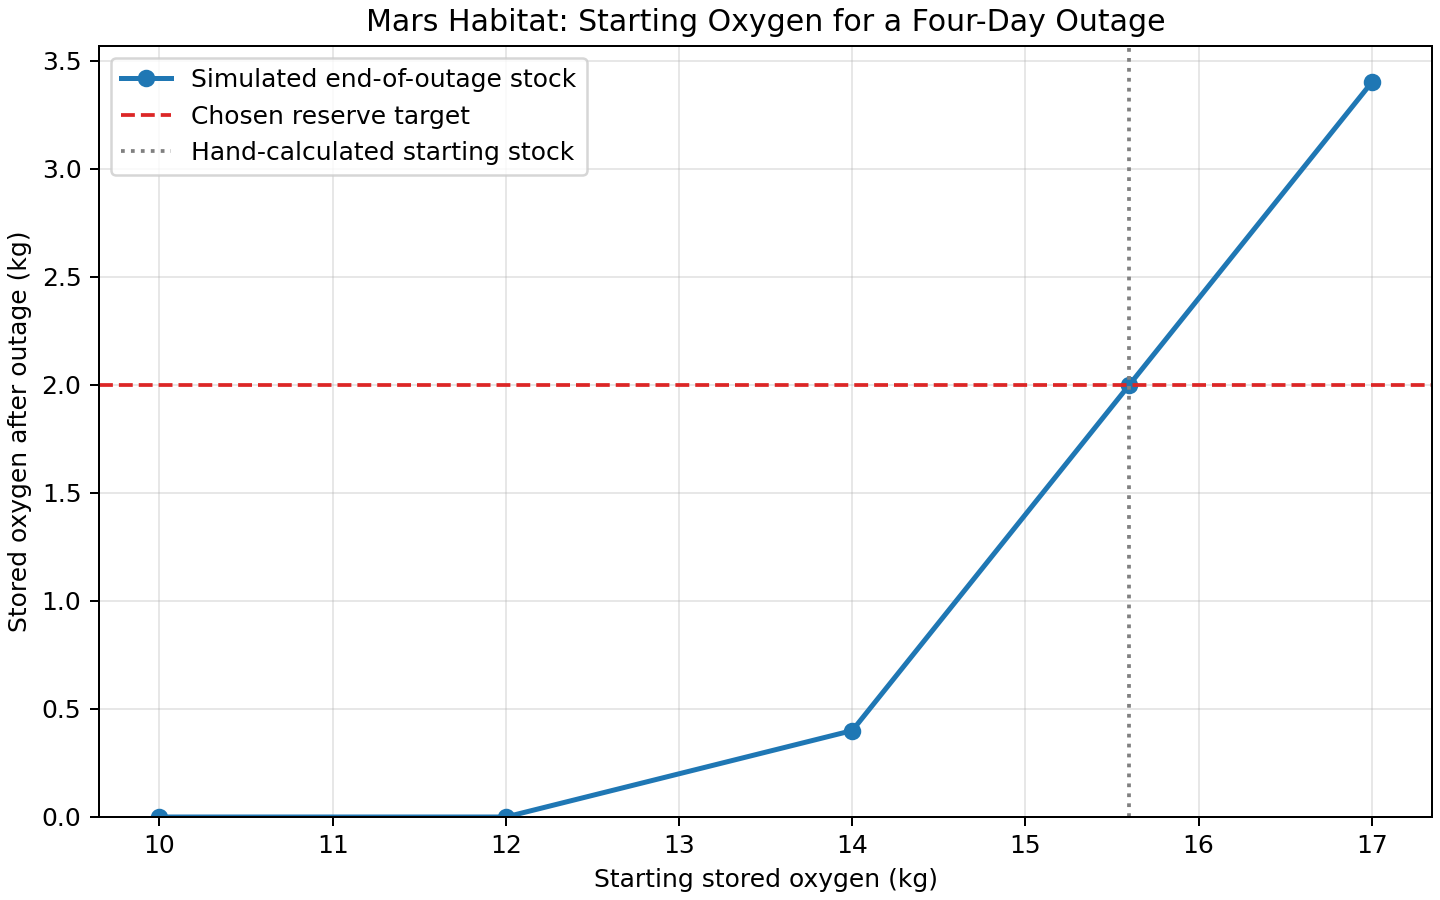 Mars Habitat: Starting Oxygen for a Four-Day Outage
Simulated end-of-outage stock
Chosen reserve target
Hand-calculated starting stock
Stored oxygen after outage (kg)
3.5
3.0
2.5
2.0
1.5
1.0
0.5
0.0
10 11 12 13 14 15 16 17
Starting stored oxygen (kg)